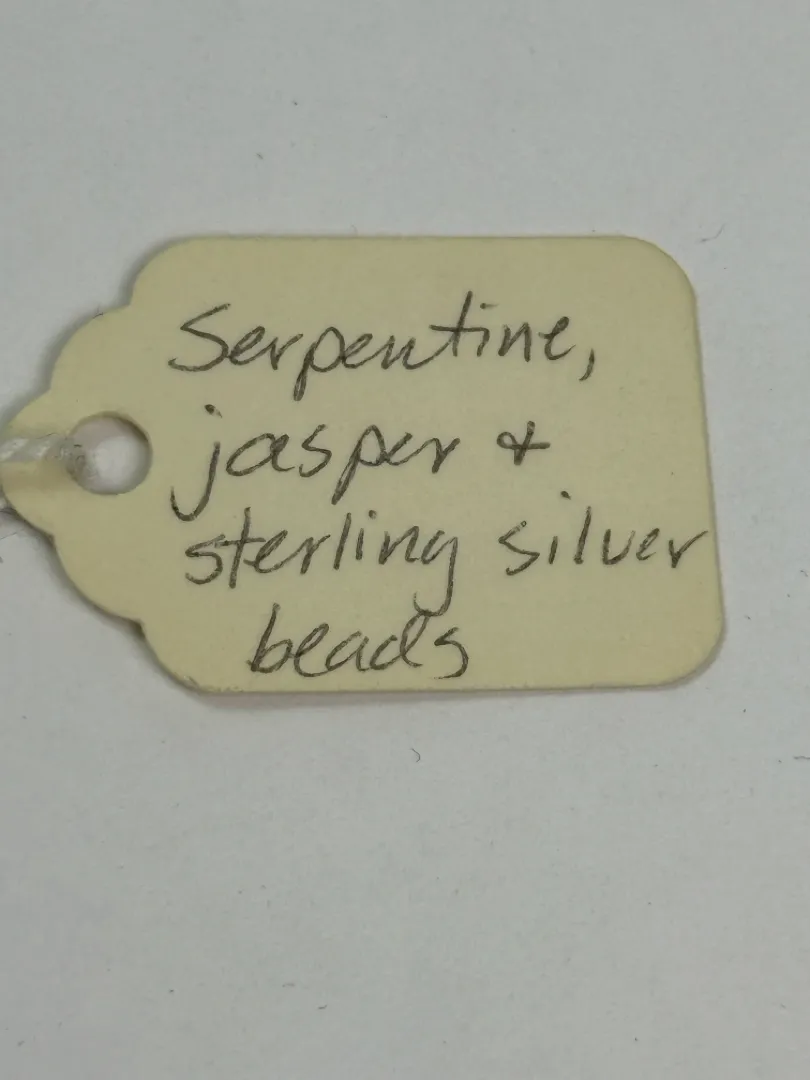 Serpentine,
jasper &
sterling silver
beads